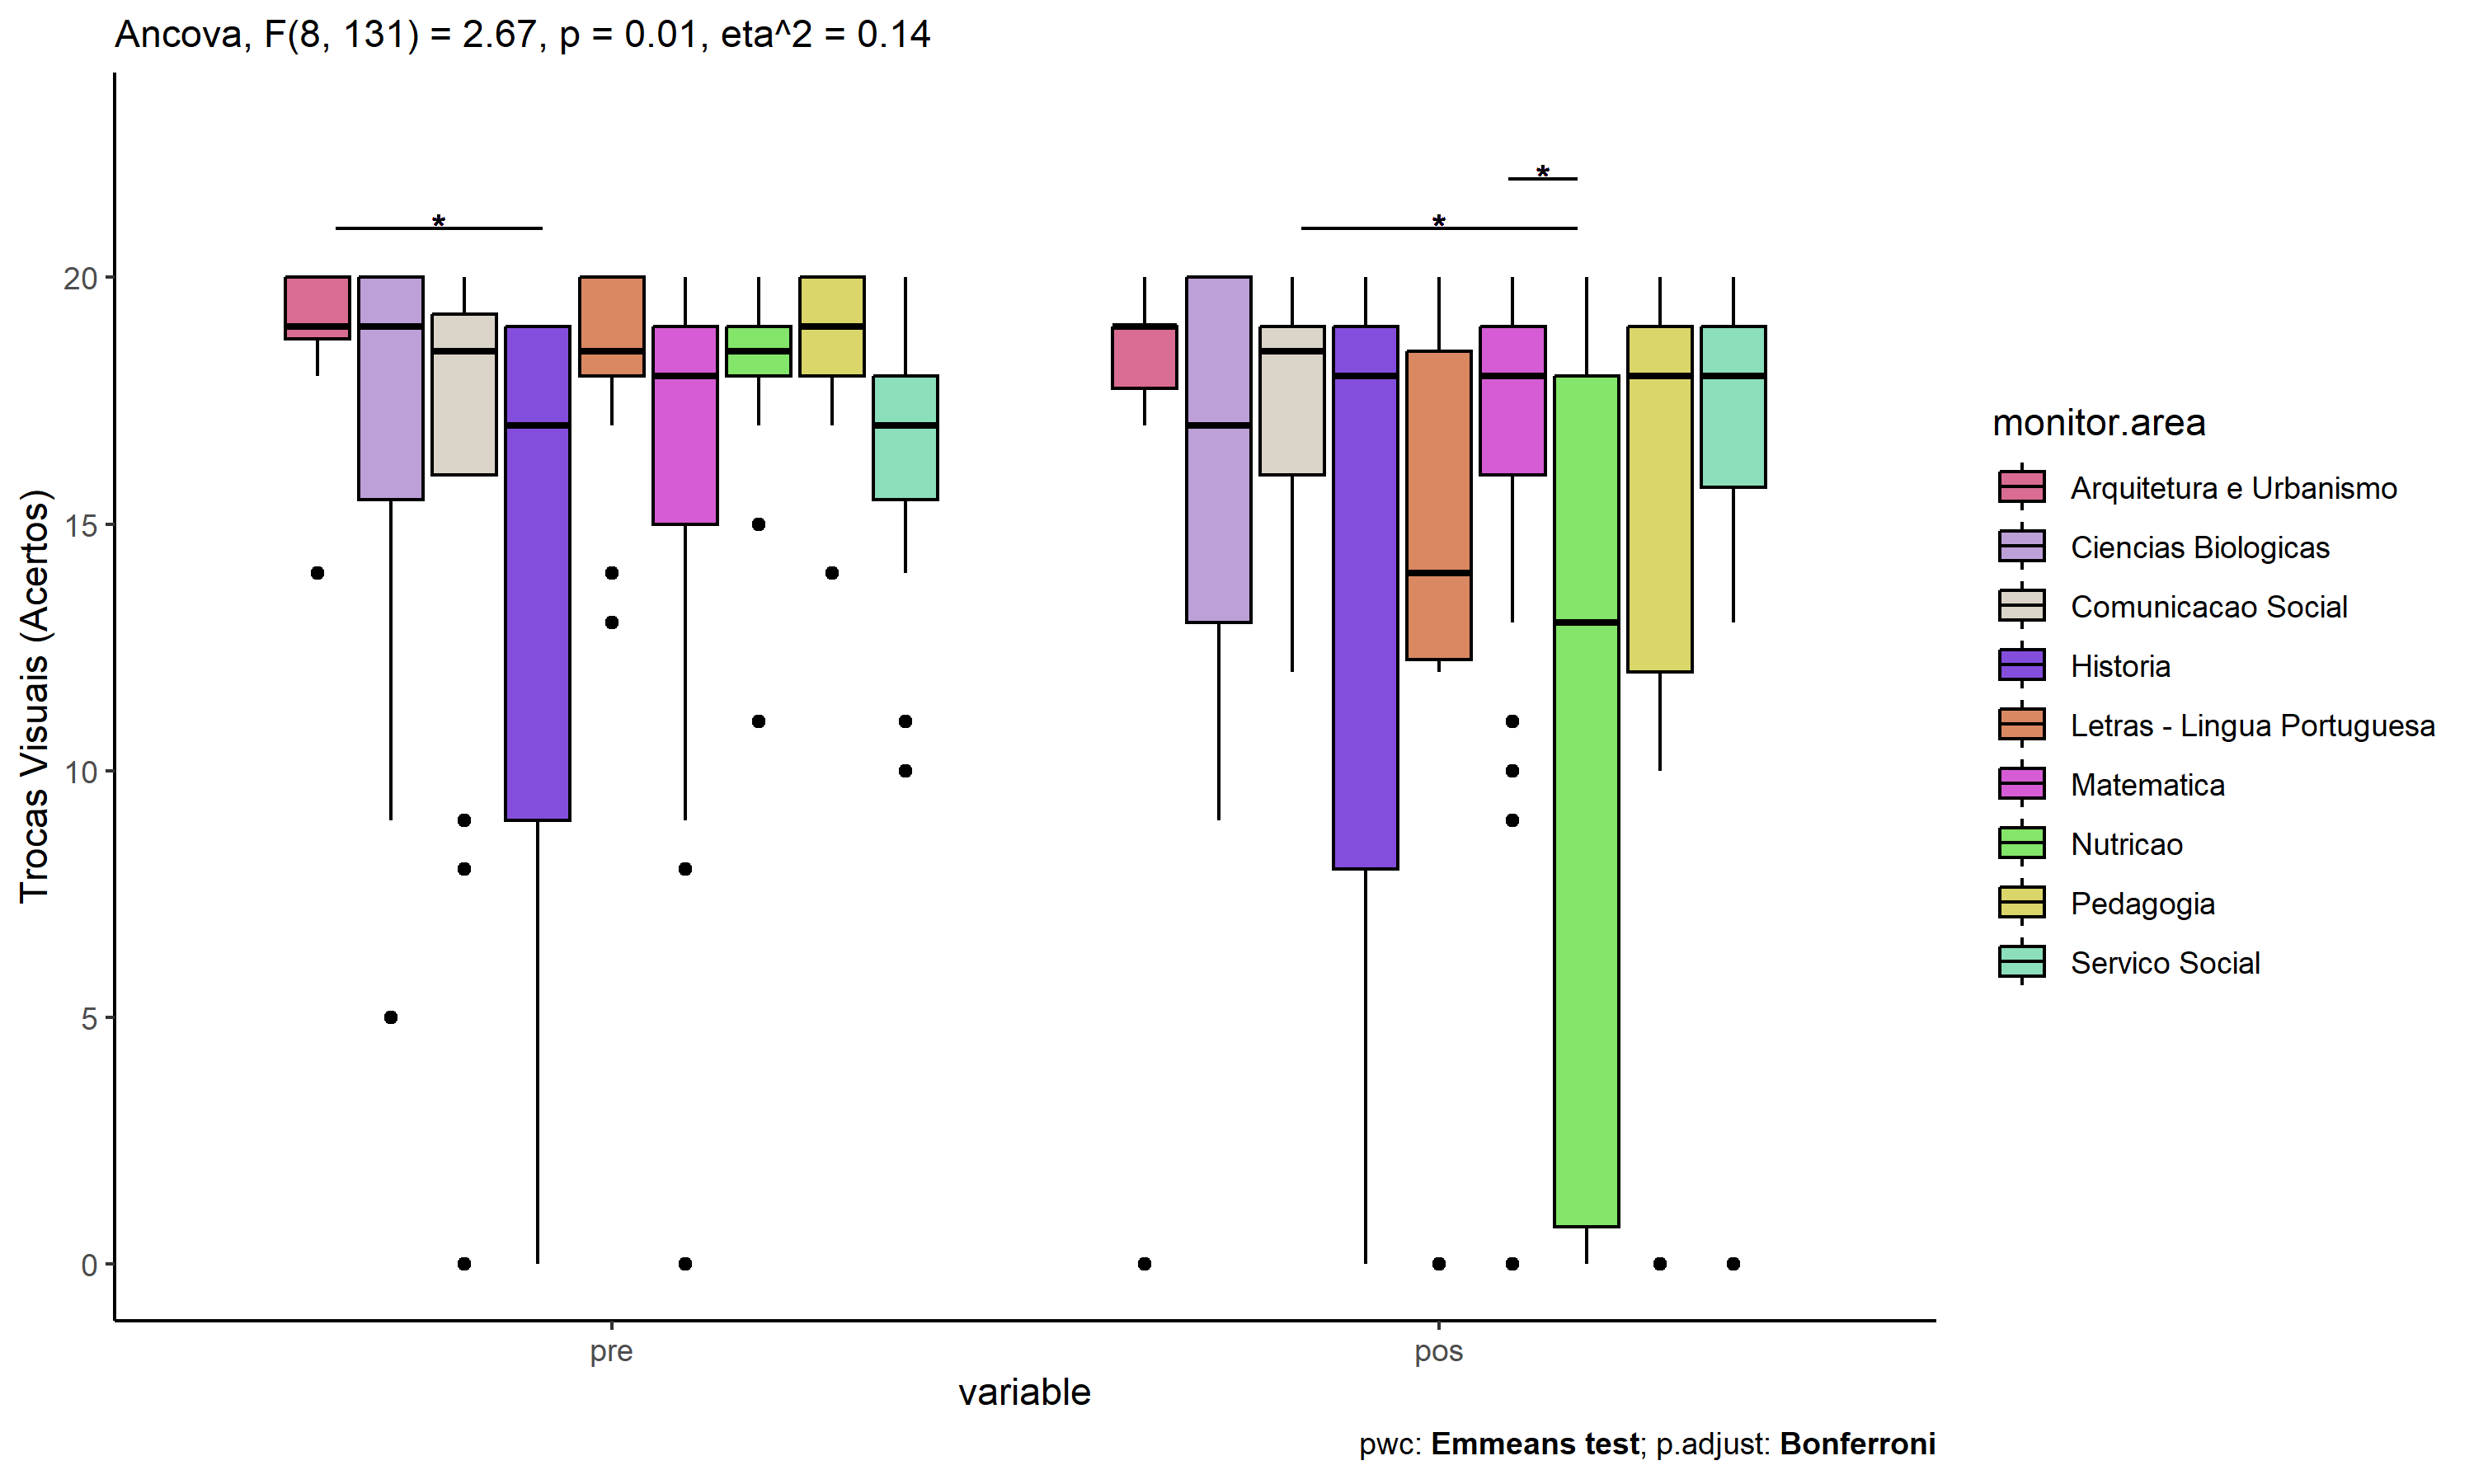 Ancova, F(8, 131) = 2.67, p = 0.01, eta^2 = 0.14
*
*
*
20
15
10
5
0
Trocas Visuais (Acertos)
pre
pos
variable
monitor.area
Arquitetura e Urbanismo
Ciencias Biologicas
Comunicacao Social
Historia
Letras - Lingua Portuguesa
Matematica
Nutricao
Pedagogia
Servico Social
pwc: Emmeans test; p.adjust: Bonferroni